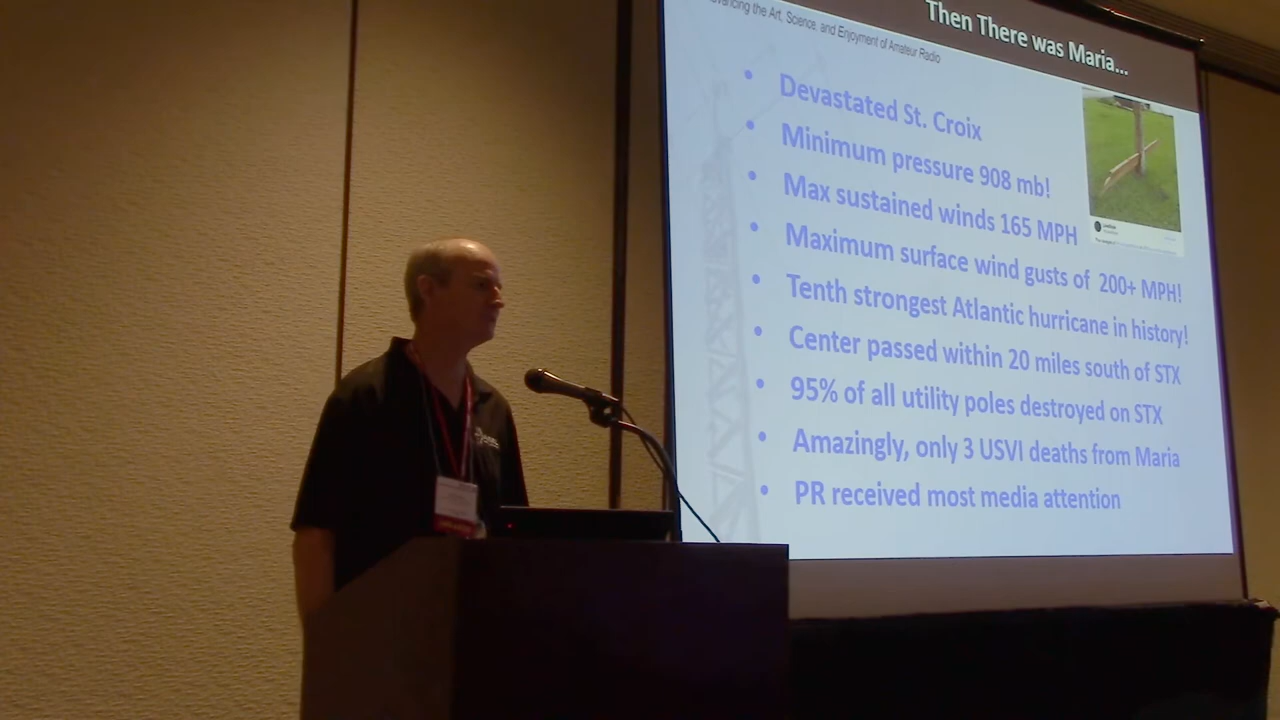 Then There was Maria...
Advancing the Art, Science, and Enjoyment of Amateur Radio
• Devastated St. Croix
• Minimum pressure 908 mb!
• Max sustained winds 165 MPH
• Maximum surface wind gusts of 200+ MPH!
• Tenth strongest Atlantic hurricane in history!
• Center passed within 20 miles south of STX
• 95% of all utility poles destroyed on STX
• Amazingly, only 3 USVI deaths from Maria
• PR received most media attention